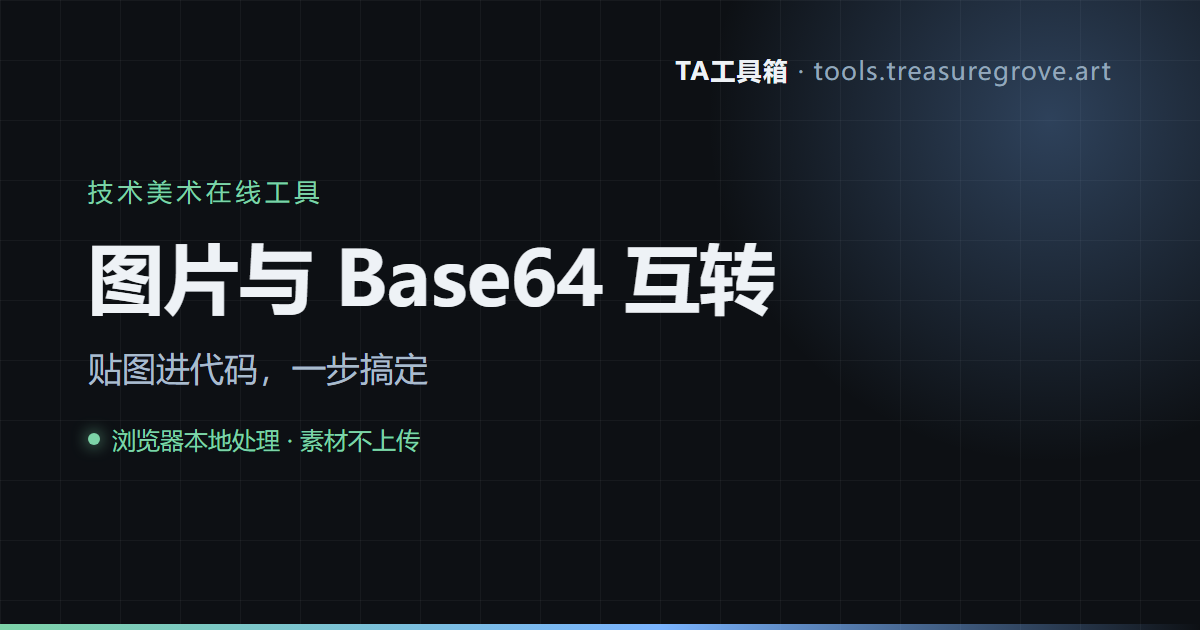 TA工具箱 · tools.treasuregrove.art
技术美术在线工具
图片与 Base64 互转
贴图进代码，一步搞定
浏览器本地处理 · 素材不上传